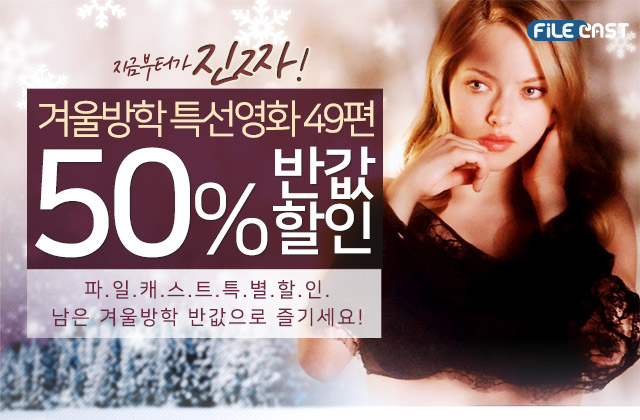 FiLE CAST
지금부터가 진짜!
겨울방학 특선영화 49편
50% 반값
할인
파.일.캐.스.트.특.별.할.인.
남은 겨울방학 반값으로 즐기세요!